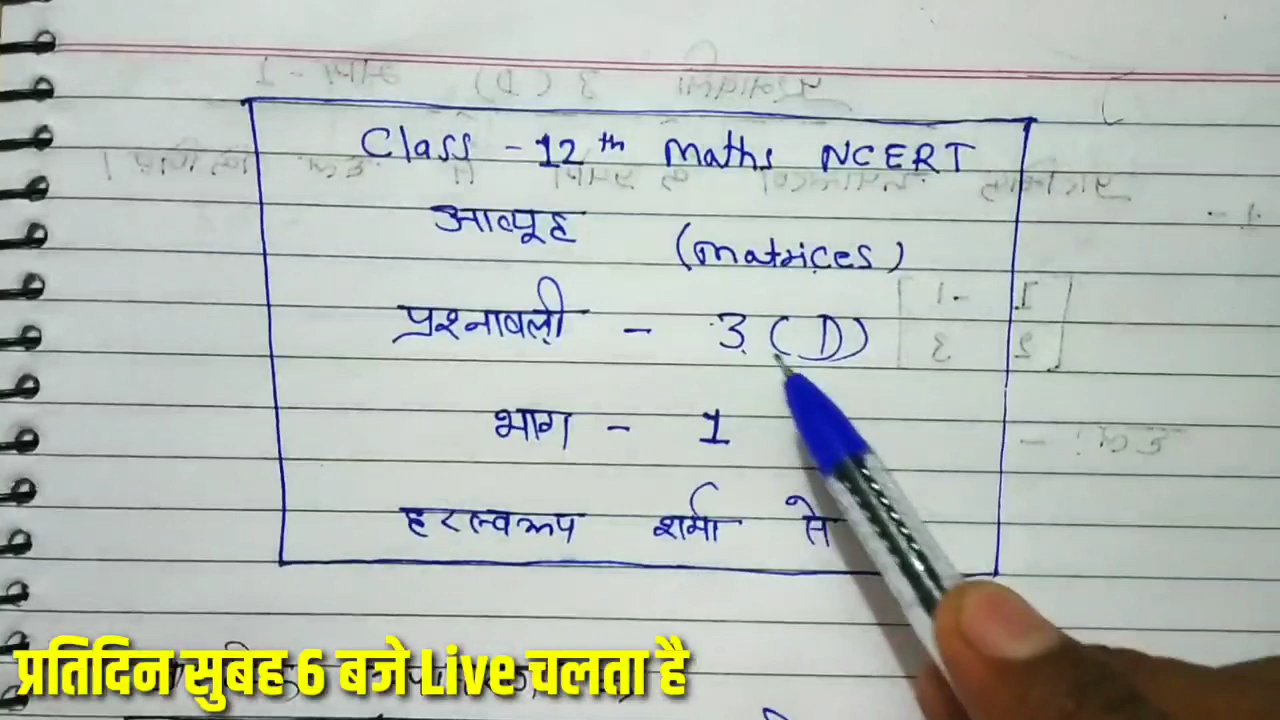 Class - 12th Maths NCERT
आव्यूह (Matrices)
प्रश्नावली - 3 (D)
भाग - 1
हरस्वरूप शर्मा से
प्रतिदिन सुबह 6 बजे Live चलता है